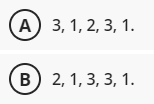 A 3, 1, 2, 3, 1.
B 2, 1, 3, 3, 1.